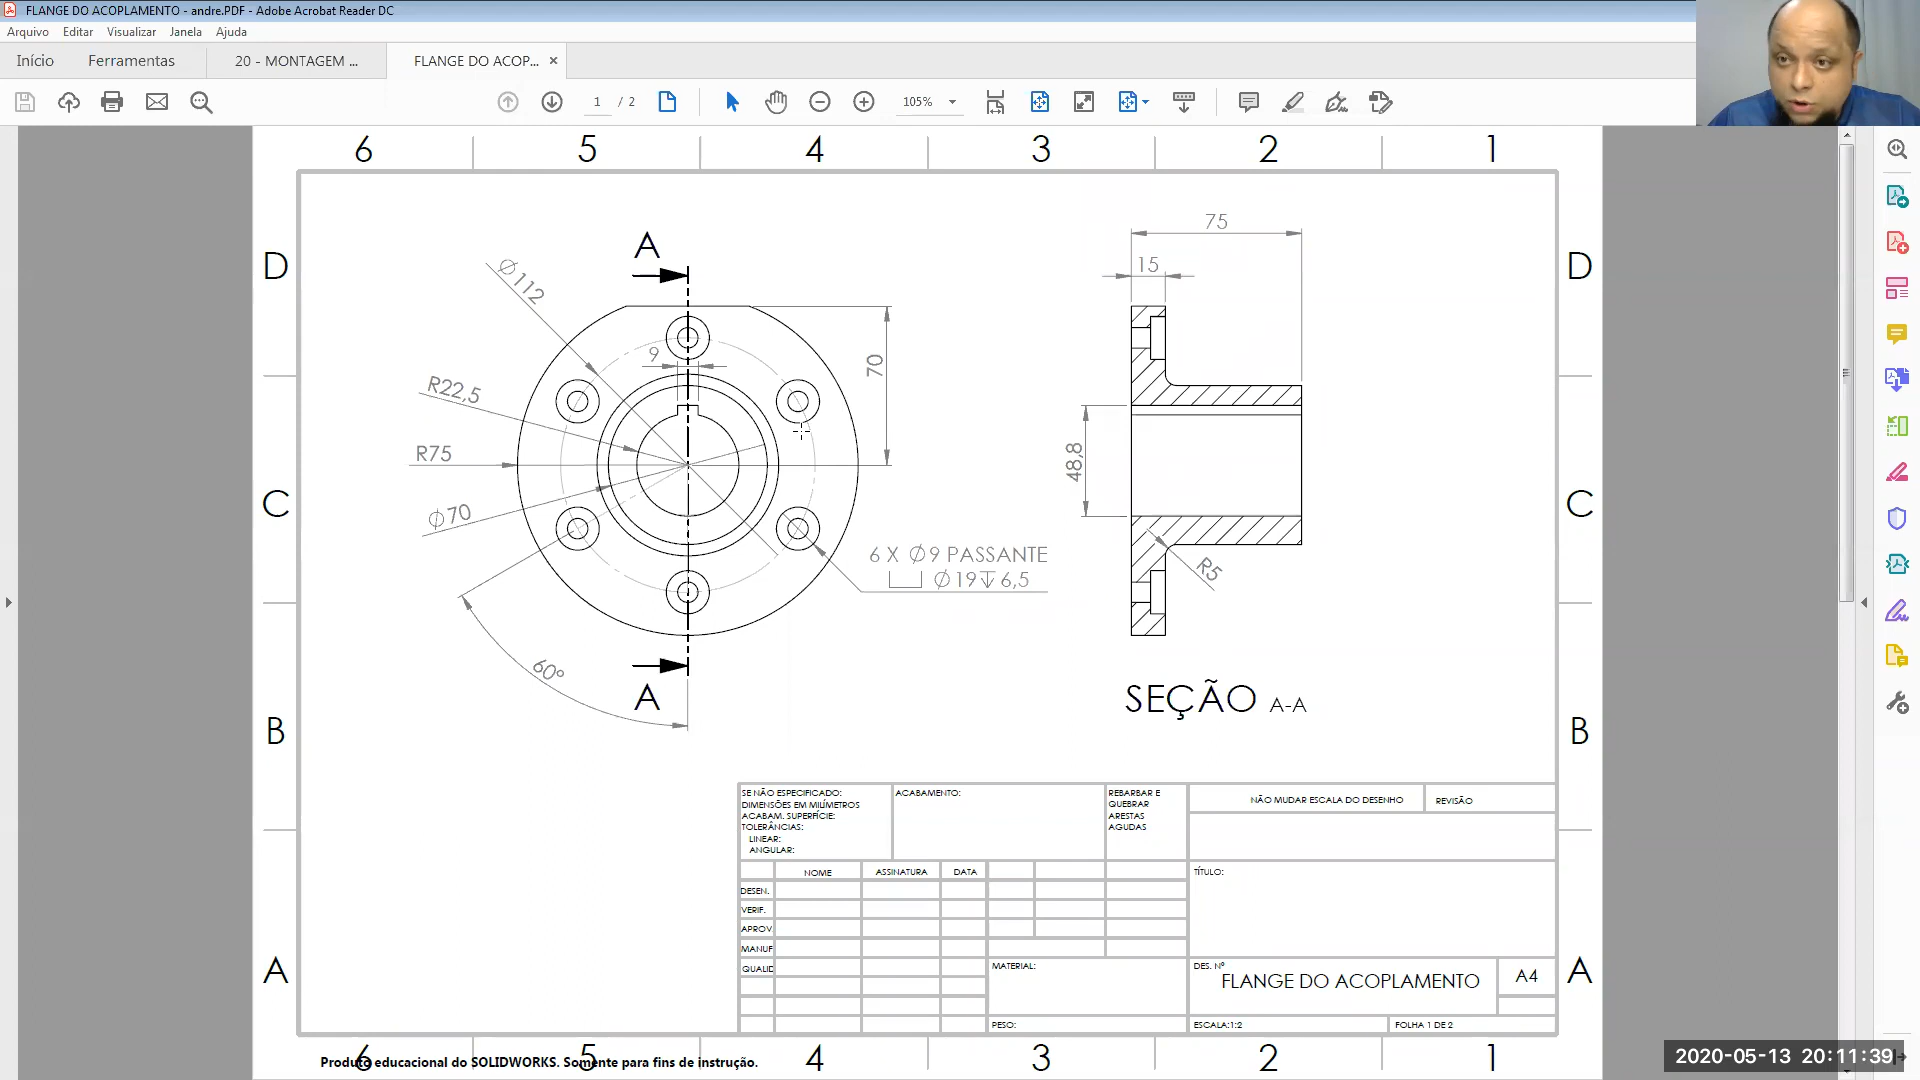 FLANGE DO ACOPLAMENTO - andre.PDF - Adobe Acrobat Reader DC
Arquivo Editar Visualizar Janela Ajuda
Início Ferramentas 20 - MONTAGEM ... FLANGE DO ACOP... ×
1 / 2 105%
6 5 4 3 2 1
D D
C C
B B
A A
A
Ø112
9
70
R22,5
R75
Ø70
6 X Ø9 PASSANTE
⌴ Ø19↧6,5
60°
A
75
15
48,8
R5
SEÇÃO A-A
SE NÃO ESPECIFICADO:
DIMENSÕES EM MILÍMETROS
ACABAM. SUPERFÍCIE:
TOLERÂNCIAS:
LINEAR:
ANGULAR:
ACABAMENTO:
REBARBAR E
QUEBRAR
ARESTAS
AGUDAS
NÃO MUDAR ESCALA DO DESENHO
REVISÃO
NOME ASSINATURA DATA
DESEN.
VERIF.
APROV.
MANUF
QUALID
TÍTULO:
MATERIAL:
DES. Nº
FLANGE DO ACOPLAMENTO
A4
PESO:
ESCALA:1:2
FOLHA 1 DE 2
6 5 4 3 2 1
Produto educacional do SOLIDWORKS. Somente para fins de instrução.
2020-05-13 20:11:39